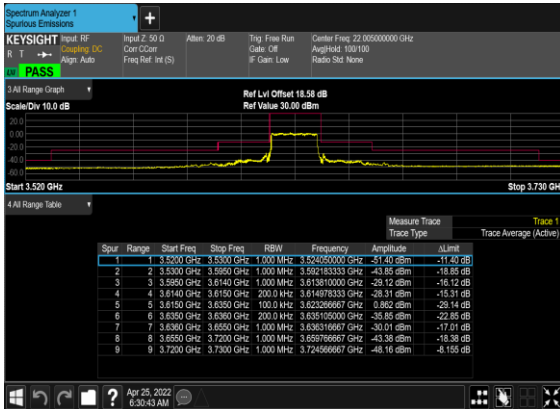 Spectrum Analyzer 1
Spurious Emissions
KEYSIGHT Input: RF Input Z: 50 Ω Atten: 20 dB Trig: Free Run Center Freq: 22.005000000 GHz
R T Coupling: DC Corr CCorr Gate: Off Avg|Hold: 100/100
Align: Auto Freq Ref: Int (S) IF Gain: Low Radio Std: None
PASS
3 All Range Graph Ref Lvl Offset 18.58 dB
Scale/Div 10.0 dB Ref Value 30.00 dBm
20.0
0.00
-20.0
-40.0
-60.0
Start 3.520 GHz Stop 3.730 GH
4 All Range Table
Measure Trace Trace 1
Trace Type Trace Average (Active)
Spur Range Start Freq Stop Freq RBW Frequency Amplitude ΔLimit
1 1 3.5200 GHz 3.5300 GHz 1.000 MHz 3.524050000 GHz -51.40 dBm -11.40 dB
2 2 3.5300 GHz 3.5950 GHz 1.000 MHz 3.592183333 GHz -43.85 dBm -18.85 dB
3 3 3.5950 GHz 3.6140 GHz 1.000 MHz 3.613810000 GHz -29.12 dBm -16.12 dB
4 4 3.6140 GHz 3.6150 GHz 200.0 kHz 3.614978333 GHz -28.31 dBm -15.31 dB
5 5 3.6150 GHz 3.6350 GHz 100.0 kHz 3.623266667 GHz 0.862 dBm -29.14 dB
6 6 3.6350 GHz 3.6360 GHz 200.0 kHz 3.635105000 GHz -35.85 dBm -22.85 dB
7 7 3.6360 GHz 3.6550 GHz 1.000 MHz 3.636316667 GHz -30.01 dBm -17.01 dB
8 8 3.6550 GHz 3.7200 GHz 1.000 MHz 3.659766667 GHz -43.38 dBm -18.38 dB
9 9 3.7200 GHz 3.7300 GHz 1.000 MHz 3.724566667 GHz -48.16 dBm -8.155 dB
Apr 25, 2022
6:30:43 AM